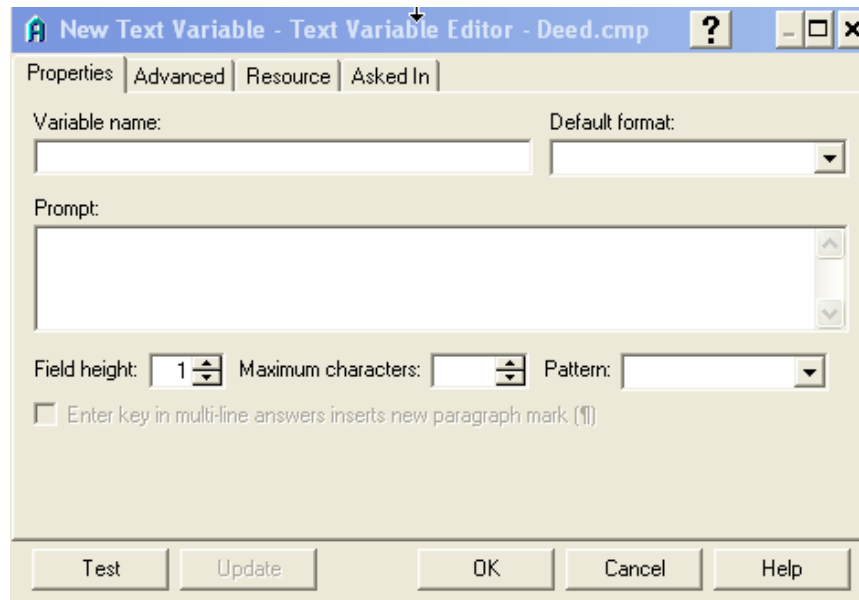 New Text Variable - Text Variable Editor - Deed.cmp
Properties Advanced Resource Asked In
Variable name: Default format:
Prompt:
Field height: 1 Maximum characters: Pattern:
Enter key in multi-line answers inserts new paragraph mark (¶)
Test Update OK Cancel Help